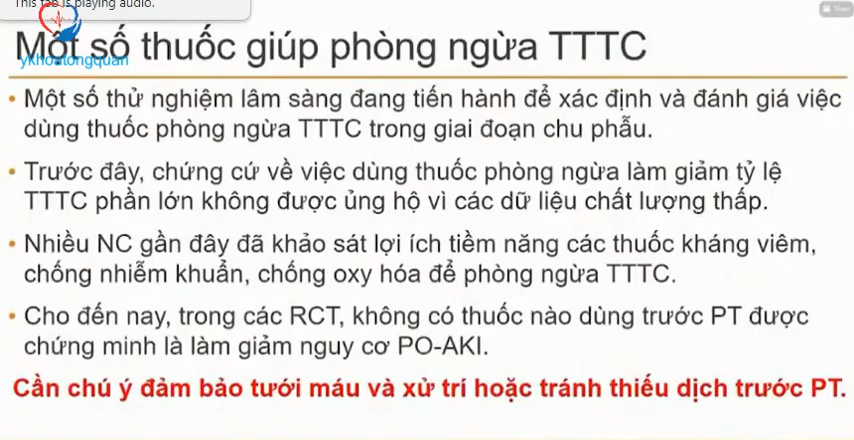 This tab is playing audio.
Một số thuốc giúp phòng ngừa TTTC
ykhoatongquan
• Một số thử nghiệm lâm sàng đang tiến hành để xác định và đánh giá việc
dùng thuốc phòng ngừa TTTC trong giai đoạn chu phẫu.
• Trước đây, chứng cứ về việc dùng thuốc phòng ngừa làm giảm tỷ lệ
TTTC phần lớn không được ủng hộ vì các dữ liệu chất lượng thấp.
• Nhiều NC gần đây đã khảo sát lợi ích tiềm năng các thuốc kháng viêm,
chống nhiễm khuẩn, chống oxy hóa để phòng ngừa TTTC.
• Cho đến nay, trong các RCT, không có thuốc nào dùng trước PT được
chứng minh là làm giảm nguy cơ PO-AKI.
Cần chú ý đảm bảo tưới máu và xử trí hoặc tránh thiếu dịch trước PT.